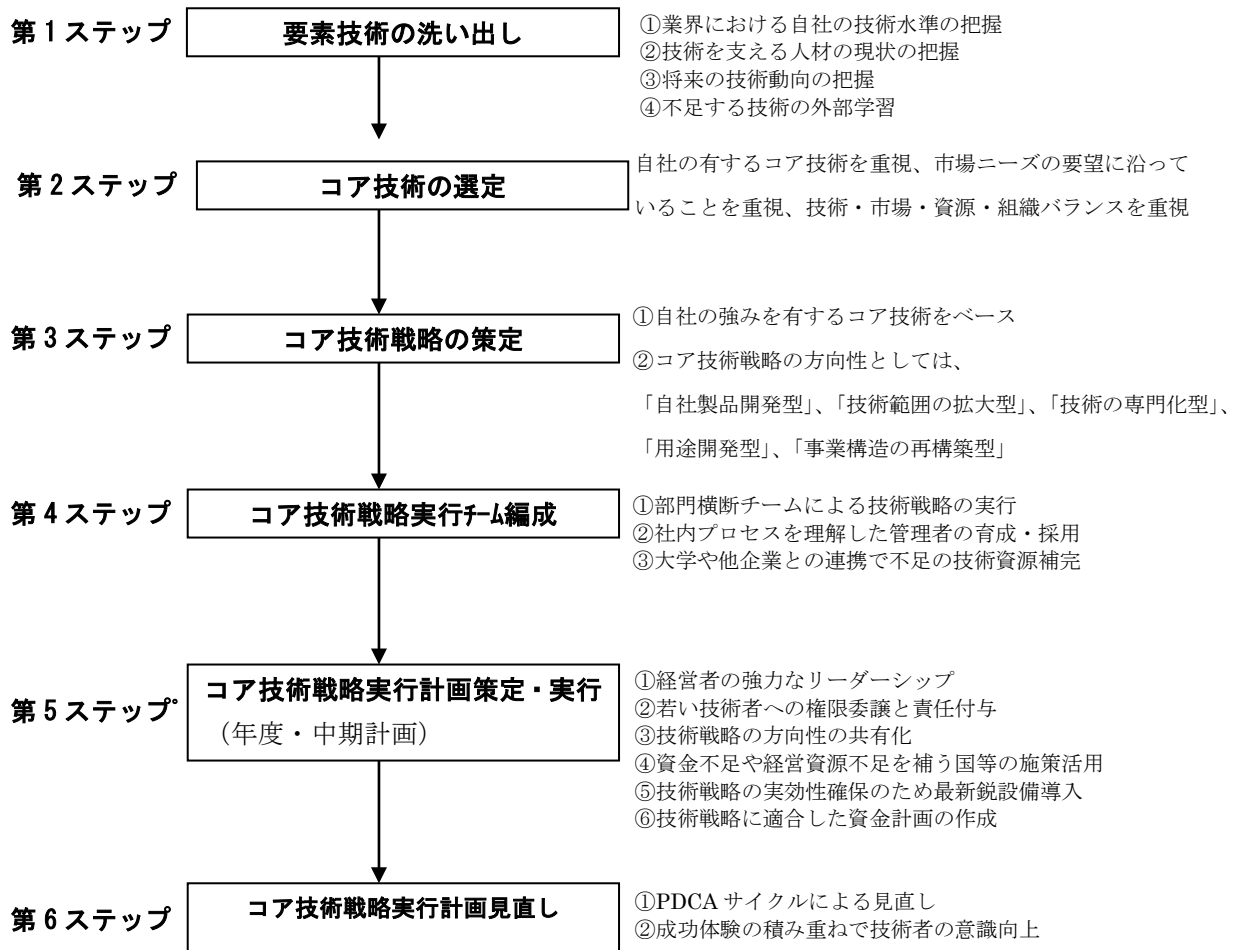 第1ステップ
要素技術の洗い出し
①業界における自社の技術水準の把握
②技術を支える人材の現状の把握
③将来の技術動向の把握
④不足する技術の外部学習
第2ステップ
コア技術の選定
自社の有するコア技術を重視、市場ニーズの要望に沿って
いることを重視、技術・市場・資源・組織バランスを重視
第3ステップ
コア技術戦略の策定
①自社の強みを有するコア技術をベース
②コア技術戦略の方向性としては、
「自社製品開発型」、「技術範囲の拡大型」、「技術の専門化型」、
「用途開発型」、「事業構造の再構築型」
第4ステップ
コア技術戦略実行ﾁｰﾑ編成
①部門横断チームによる技術戦略の実行
②社内プロセスを理解した管理者の育成・採用
③大学や他企業との連携で不足の技術資源補完
第5ステップ
コア技術戦略実行計画策定・実行
（年度・中期計画）
①経営者の強力なリーダーシップ
②若い技術者への権限委譲と責任付与
③技術戦略の方向性の共有化
④資金不足や経営資源不足を補う国等の施策活用
⑤技術戦略の実効性確保のため最新鋭設備導入
⑥技術戦略に適合した資金計画の作成
第6ステップ
コア技術戦略実行計画見直し
①PDCAサイクルによる見直し
②成功体験の積み重ねで技術者の意識向上